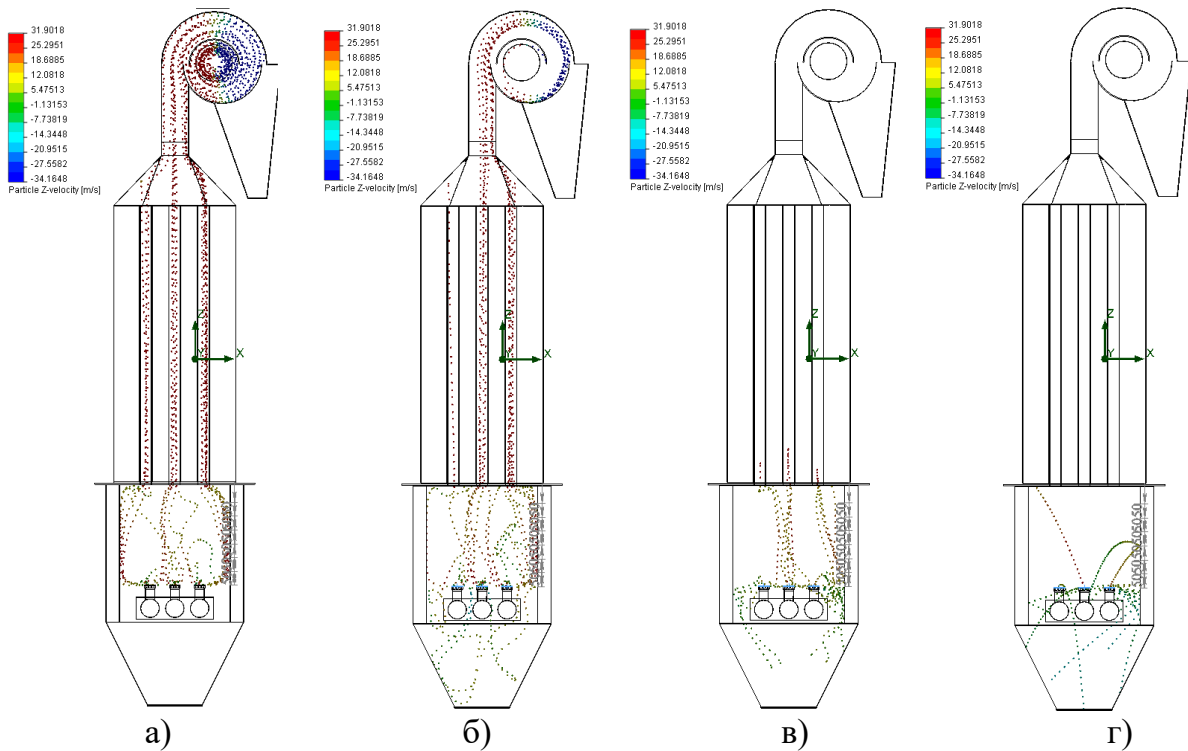 31.9018
25.2951
18.6885
12.0818
5.47513
-1.13153
-7.73819
-14.3448
-20.9515
-27.5582
-34.1648
Particle Z-velocity [m/s]
Z
Y
X
а)
31.9018
25.2951
18.6885
12.0818
5.47513
-1.13153
-7.73819
-14.3448
-20.9515
-27.5582
-34.1648
Particle Z-velocity [m/s]
Z
Y
X
б)
31.9018
25.2951
18.6885
12.0818
5.47513
-1.13153
-7.73819
-14.3448
-20.9515
-27.5582
-34.1648
Particle Z-velocity [m/s]
Z
Y
X
в)
31.9018
25.2951
18.6885
12.0818
5.47513
-1.13153
-7.73819
-14.3448
-20.9515
-27.5582
-34.1648
Particle Z-velocity [m/s]
Z
Y
X
г)